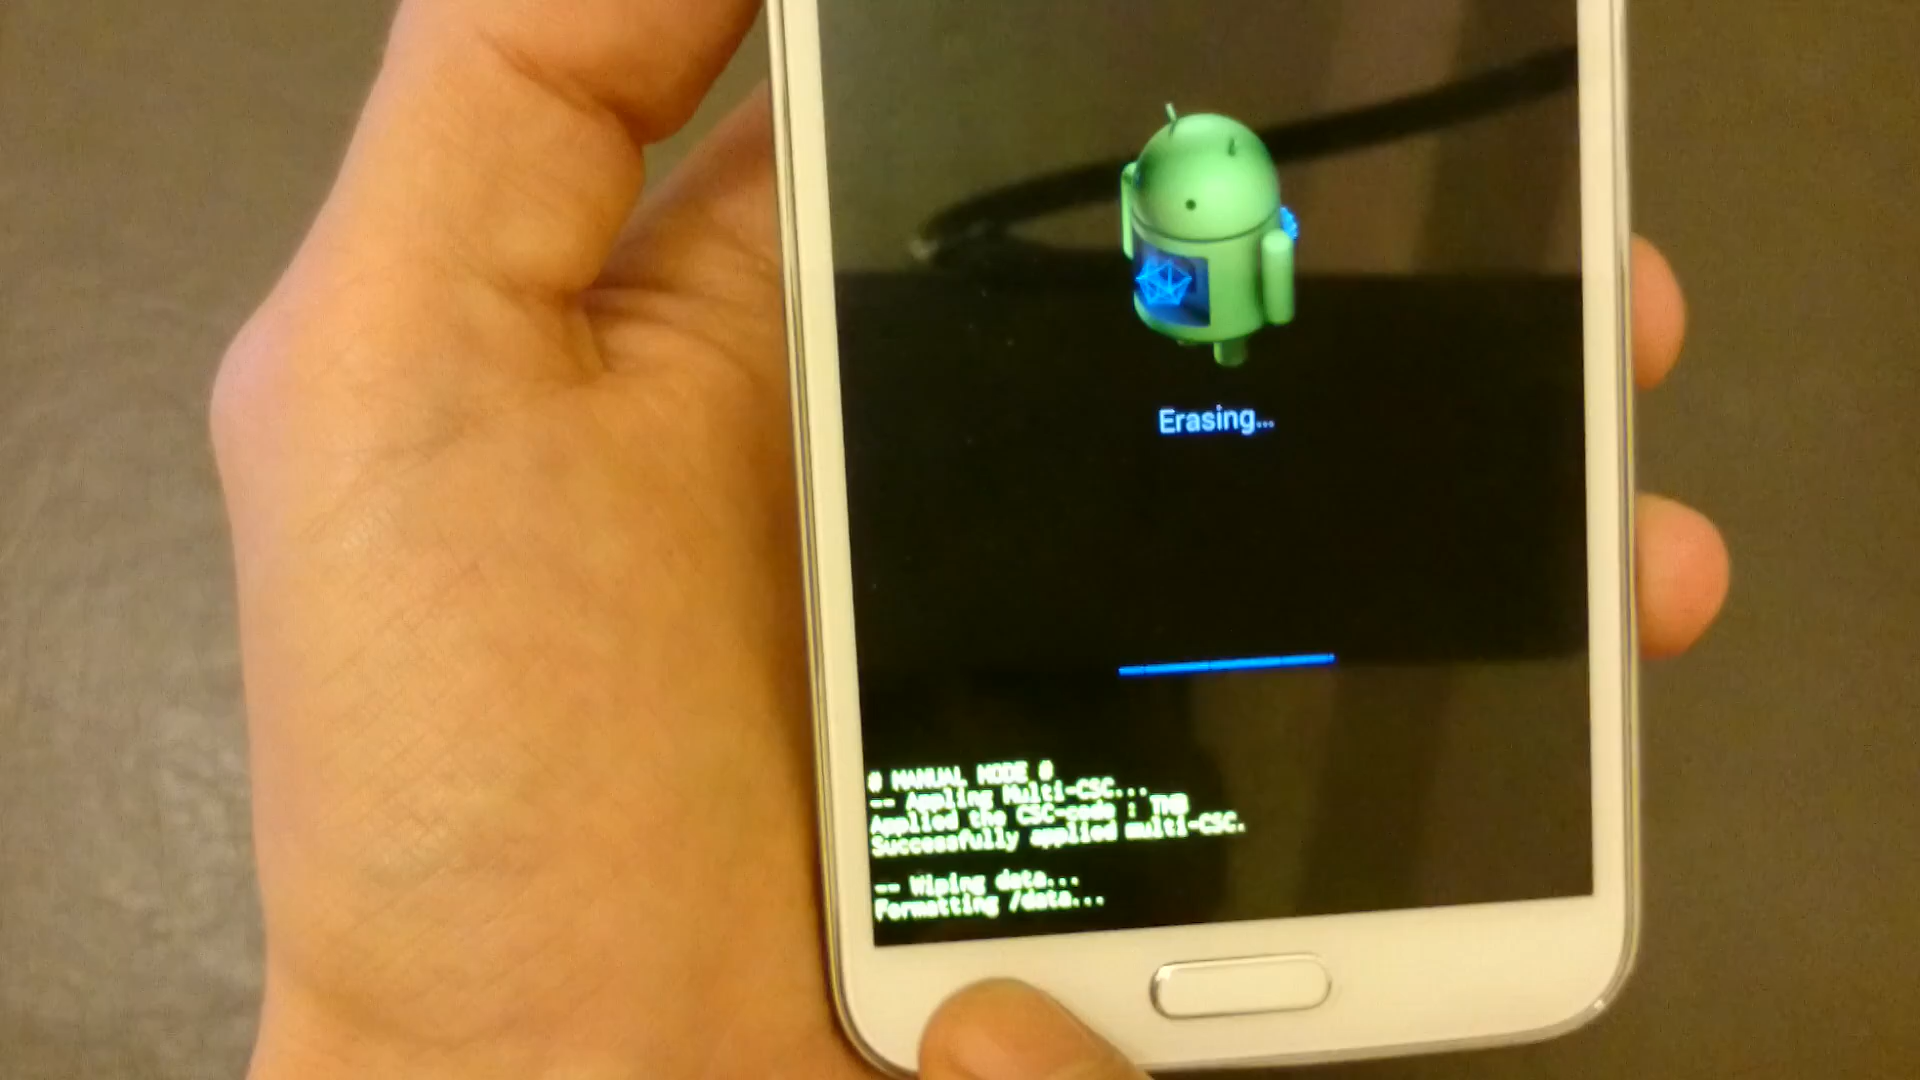 Erasing...
# MANUAL MODE #
-- Appling Multi-CSC...
Applied the CSC-code : TMB
Successfully applied multi-CSC.
-- Wiping data...
Formatting /data...